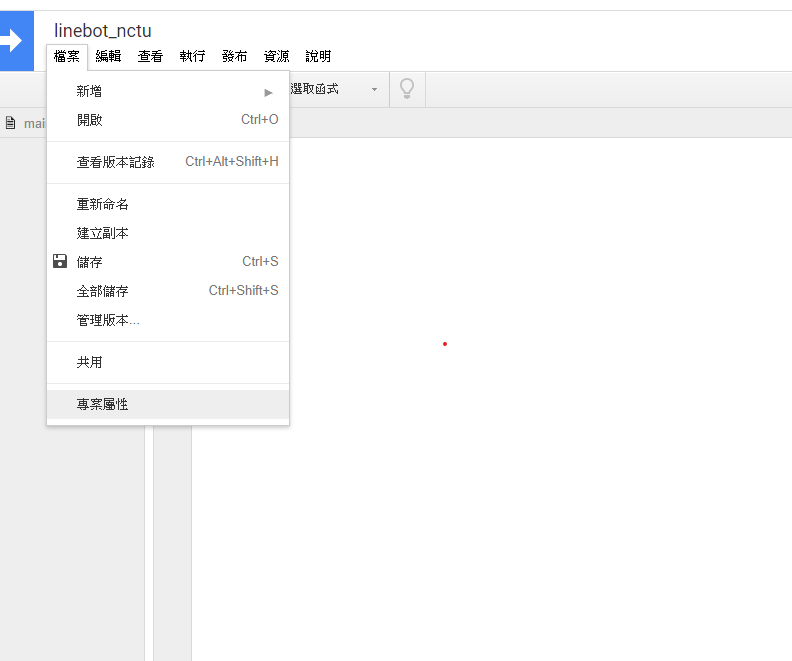 linebot_nctu
檔案 編輯 查看 執行 發布 資源 說明
新增
選取函式
開啟 Ctrl+O
mai
查看版本記錄 Ctrl+Alt+Shift+H
重新命名
建立副本
儲存 Ctrl+S
全部儲存 Ctrl+Shift+S
管理版本...
共用
專案屬性